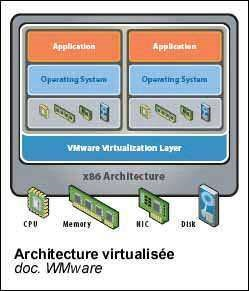 Application Application
Operating System Operating System
VMware Virtualization Layer
x86 Architecture
CPU Memory NIC Disk
Architecture virtualisée
doc. WMware